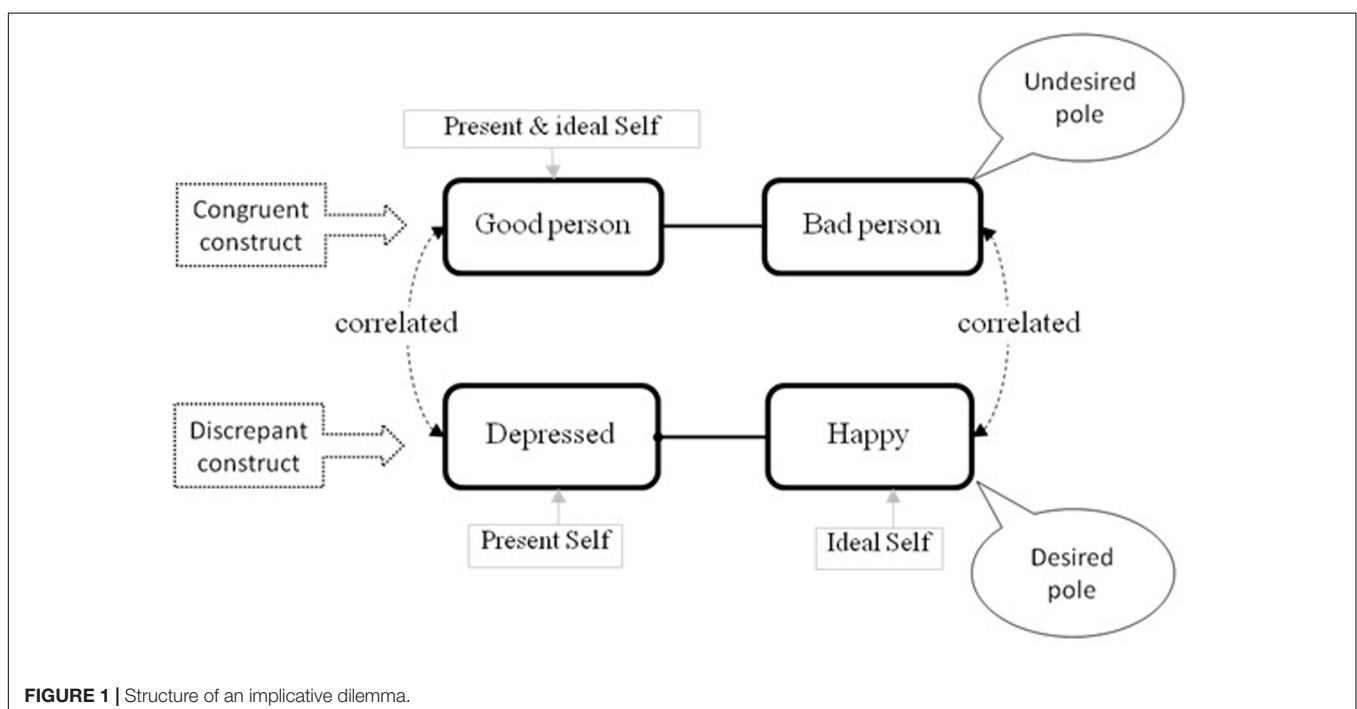 Undesired
pole
Present & ideal Self
Congruent
construct
Good person
Bad person
correlated
correlated
Discrepant
construct
Depressed
Happy
Present Self
Ideal Self
Desired
pole
FIGURE 1 | Structure of an implicative dilemma.